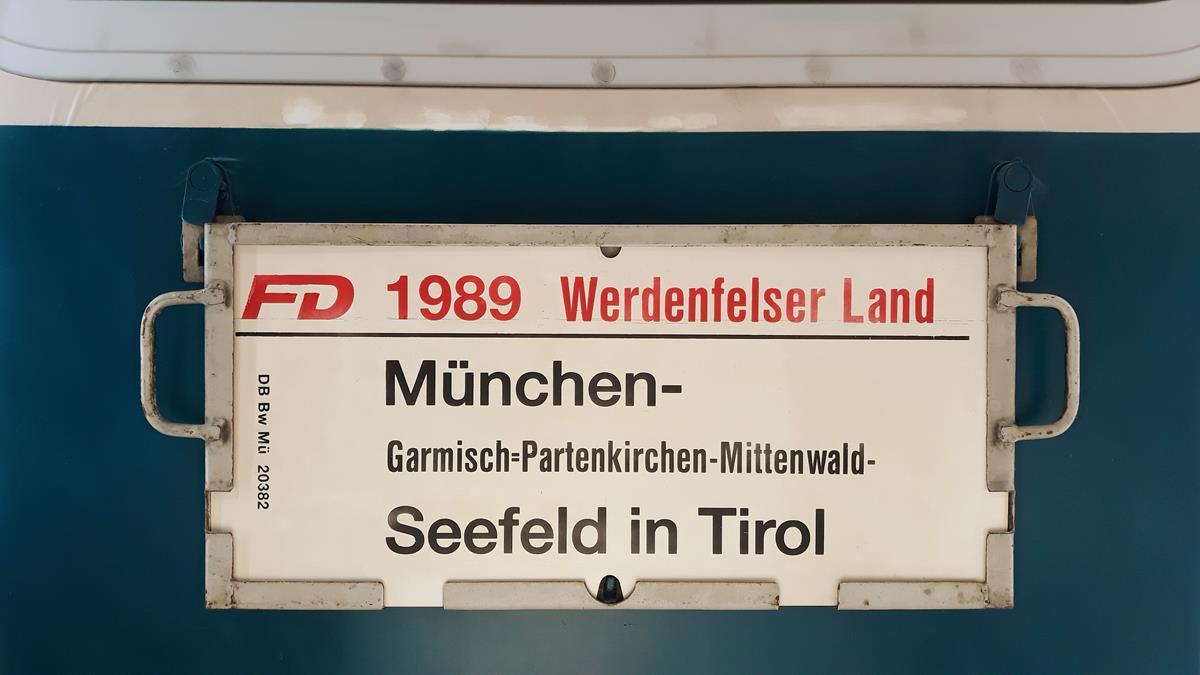 FD 1989 Werdenfelser Land
München-
Garmisch=Partenkirchen-Mittenwald-
Seefeld in Tirol
DB Bw Mü 20382